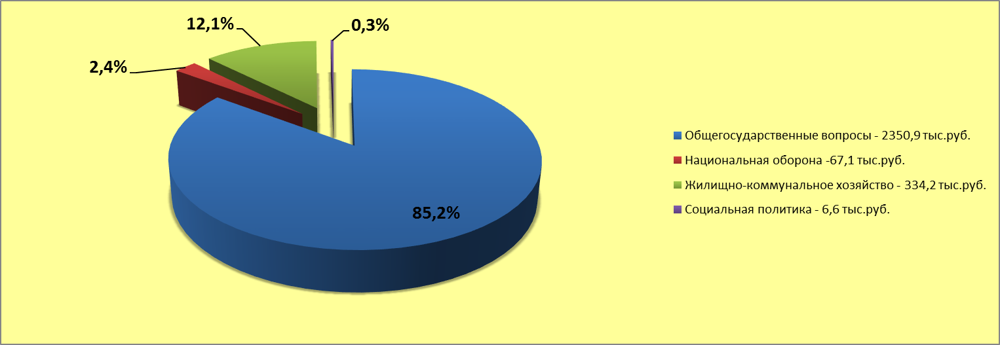 12,1%
0,3%
2,4%
85,2%
Общегосударственные вопросы - 2350,9 тыс.руб.
Национальная оборона -67,1 тыс.руб.
Жилищно-коммунальное хозяйство - 334,2 тыс.руб.
Социальная политика - 6,6 тыс.руб.